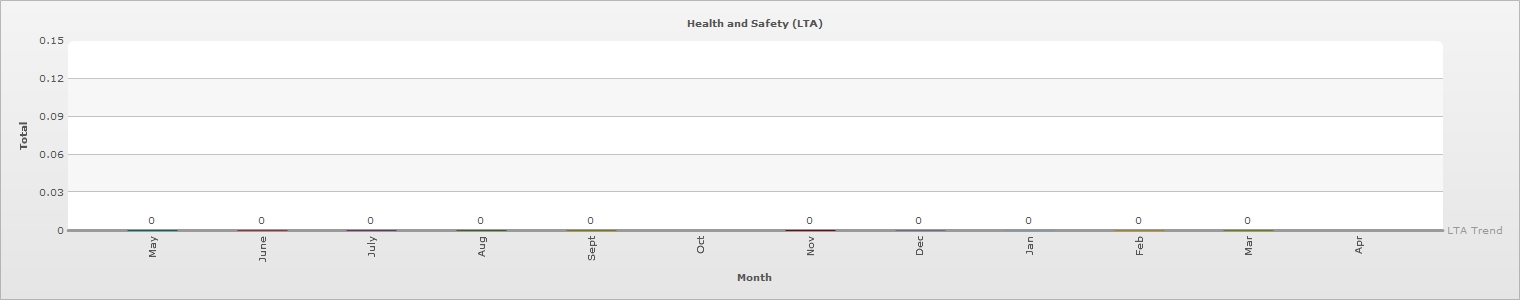 Health and Safety (LTA)
0.15
0.12
0.09
0.06
0.03
0
Total
0 0 0 0 0 0 0 0 0 0
LTA Trend
May June July Aug Sept Oct Nov Dec Jan Feb Mar Apr
Month